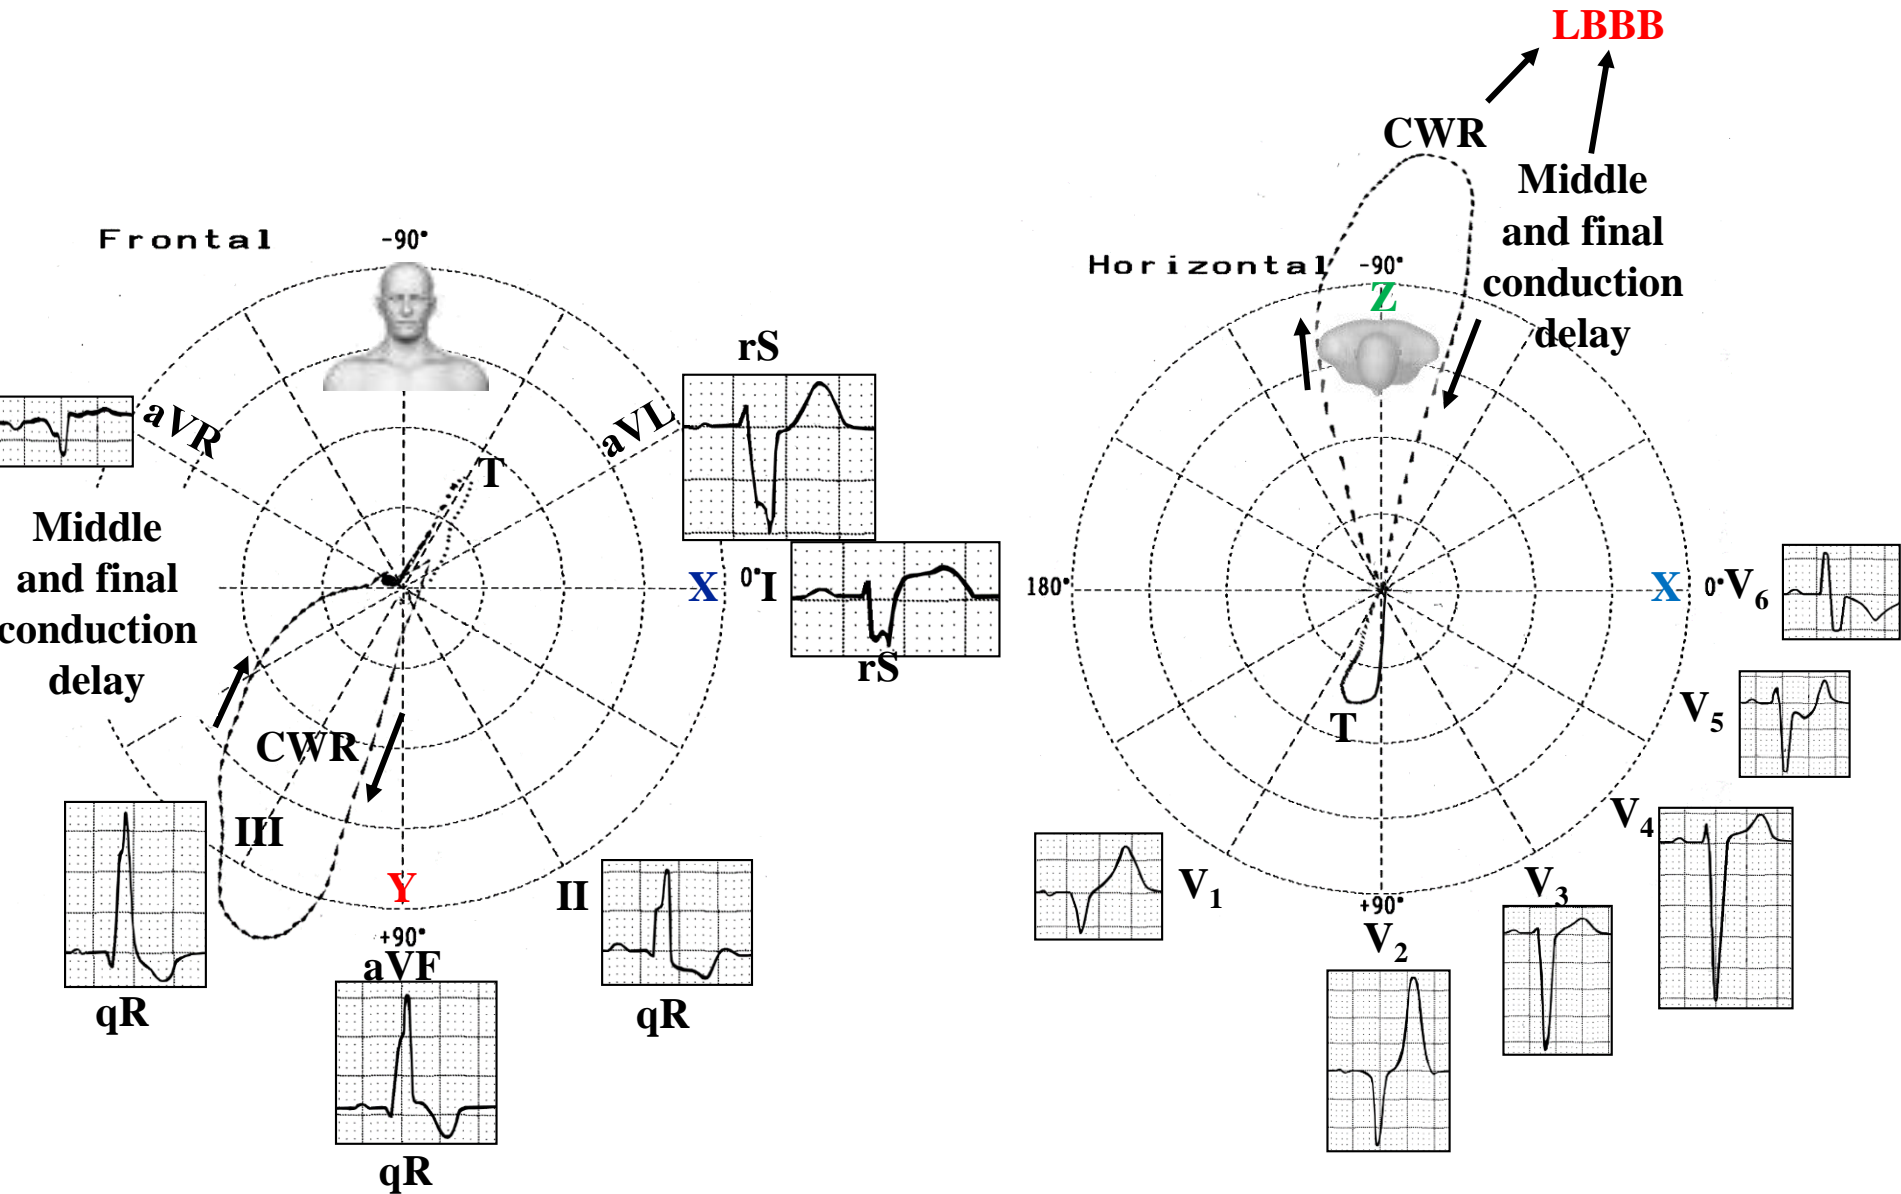 LBBB
CWR
Middle
and final
conduction
delay
Frontal
-90°
aVR
aVL
T
rS
Middle
and final
conduction
delay
X
0°
I
rS
CWR
III
Y
II
+90°
aVF
qR
qR
qR
Horizontal
-90°
Z
180°
X
0°
V6
V5
V4
V3
T
V1
+90°
V2